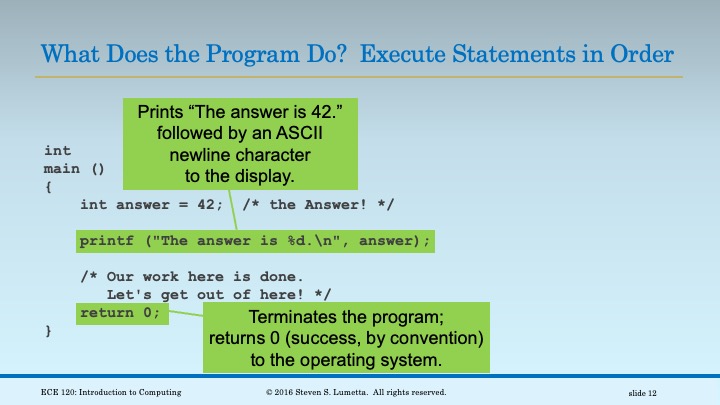 What Does the Program Do?  Execute Statements in Order
Prints “The answer is 42.”
followed by an ASCII
newline character
to the display.
int
main ()
{
    int answer = 42;  /* the Answer! */
    printf ("The answer is %d.\n", answer);
    /* Our work here is done.
       Let's get out of here! */
    return 0;
}
Terminates the program;
returns 0 (success, by convention)
to the operating system.
ECE 120: Introduction to Computing
© 2016 Steven S. Lumetta.  All rights reserved.
slide 12